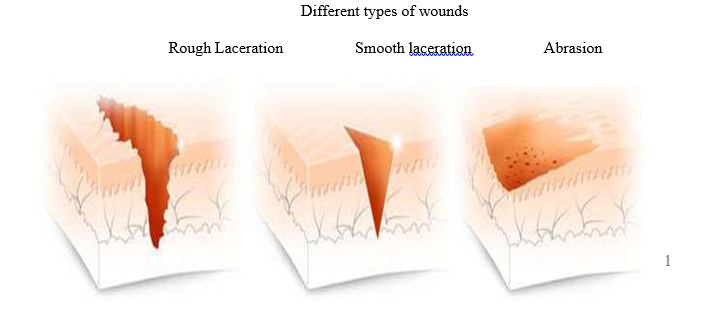 Different types of wounds
Rough Laceration Smooth laceration Abrasion
1